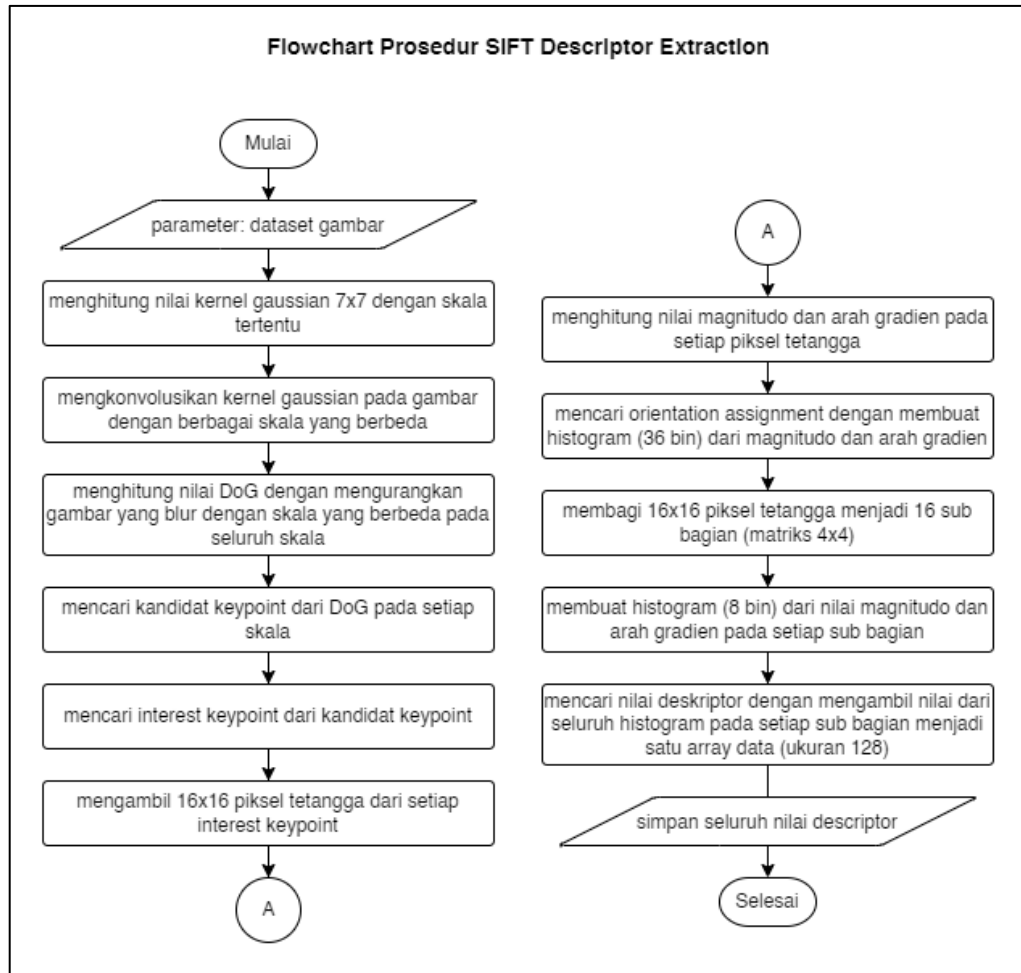 Flowchart Prosedur SIFT Descriptor Extraction
Mulai
parameter: dataset gambar
menghitung nilai kernel gaussian 7x7 dengan skala
tertentu
mengkonvolusikan kernel gaussian pada gambar
dengan berbagai skala yang berbeda
menghitung nilai DoG dengan mengurangkan
gambar yang blur dengan skala yang berbeda pada
seluruh skala
mencari kandidat keypoint dari DoG pada setiap
skala
mencari interest keypoint dari kandidat keypoint
mengambil 16x16 piksel tetangga dari setiap
interest keypoint
A
A
menghitung nilai magnitudo dan arah gradien pada
setiap piksel tetangga
mencari orientation assignment dengan membuat
histogram (36 bin) dari magnitudo dan arah gradien
membagi 16x16 piksel tetangga menjadi 16 sub
bagian (matriks 4x4)
membuat histogram (8 bin) dari nilai magnitudo dan
arah gradien pada setiap sub bagian
mencari nilai deskriptor dengan mengambil nilai dari
seluruh histogram pada setiap sub bagian menjadi
satu array data (ukuran 128)
simpan seluruh nilai descriptor
Selesai